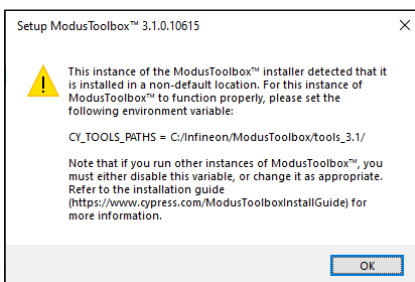 Setup ModusToolbox™ 3.1.0.10615
This instance of the ModusToolbox™ installer detected that it
is installed in a non-default location. For this instance of
ModusToolbox™ to function properly, please set the
following environment variable:
CY_TOOLS_PATHS = C:/Infineon/ModusToolbox/tools_3.1/
Note that if you run other instances of ModusToolbox™, you
must either disable this variable, or change it as appropriate.
Refer to the installation guide
(https://www.cypress.com/ModusToolboxInstallGuide) for
more information.
OK